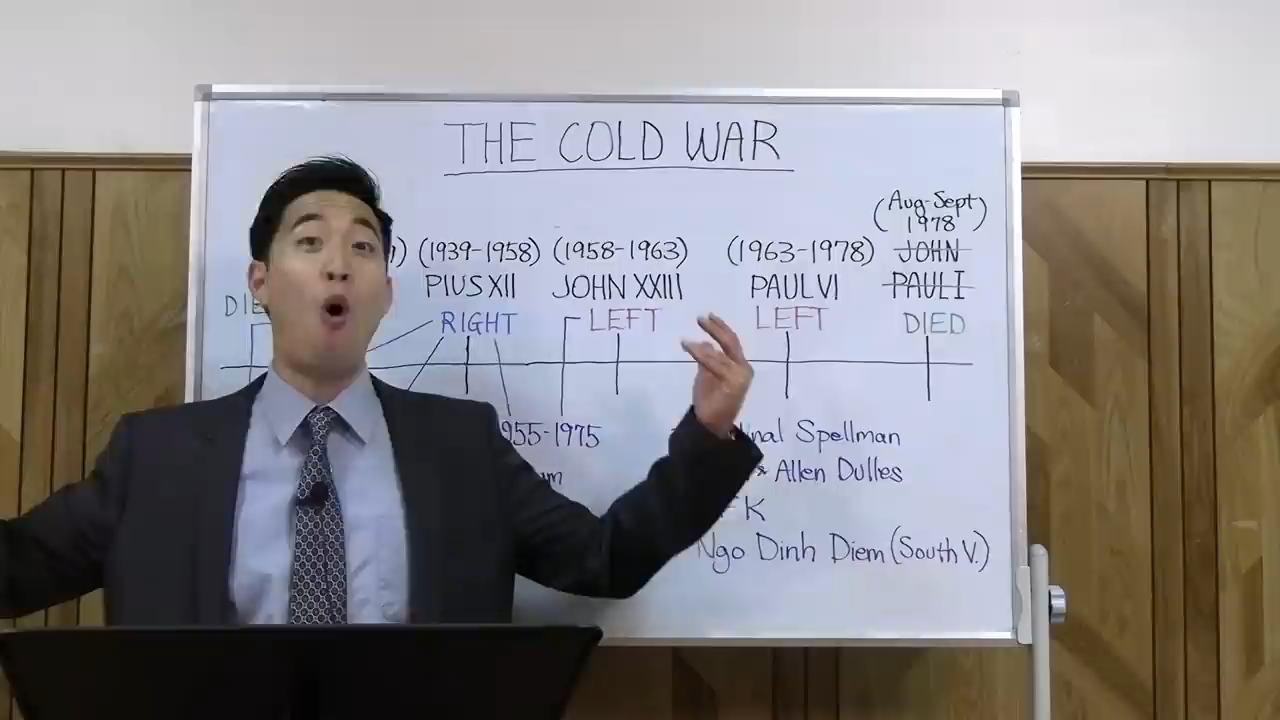 THE COLD WAR
(Aug-Sept)
1978
(1939-1958) (1958-1963) (1963-1978) JOHN
PIUS XII JOHN XXIII PAUL VI PAUL I
RIGHT LEFT LEFT DIED
955-1975
Spellman
Allen Dulles
K
Ngo Dinh Diem (South V.)